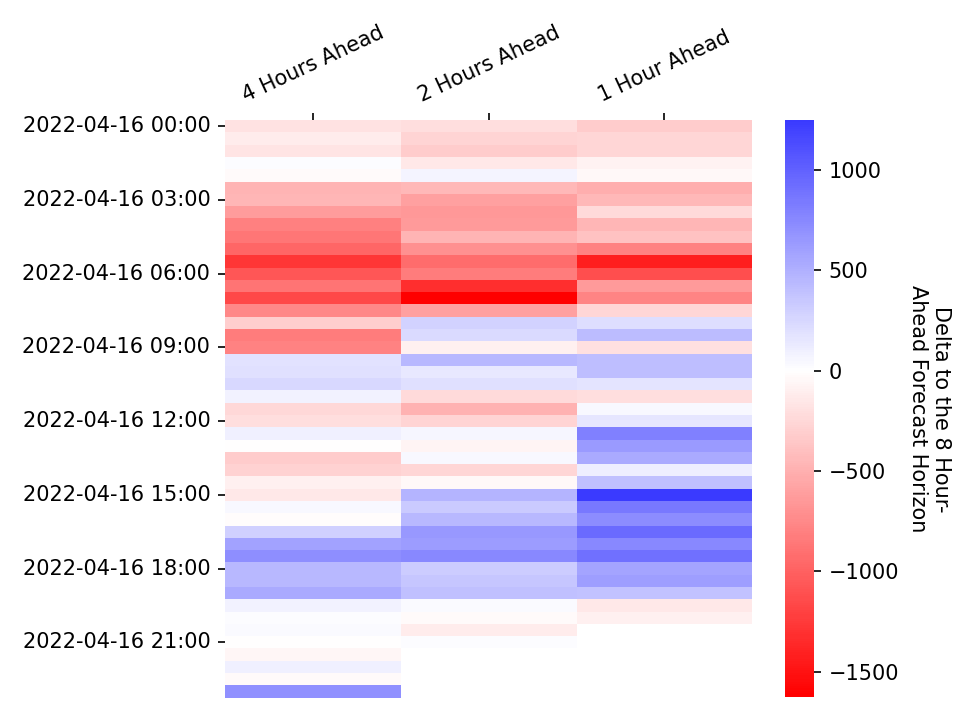 4 Hours Ahead
2 Hours Ahead
1 Hour Ahead
2022-04-16 00:00
2022-04-16 03:00
2022-04-16 06:00
2022-04-16 09:00
2022-04-16 12:00
2022-04-16 15:00
2022-04-16 18:00
2022-04-16 21:00
1000
500
0
−500
−1000
−1500
Delta to the 8 Hour-
Ahead Forecast Horizon